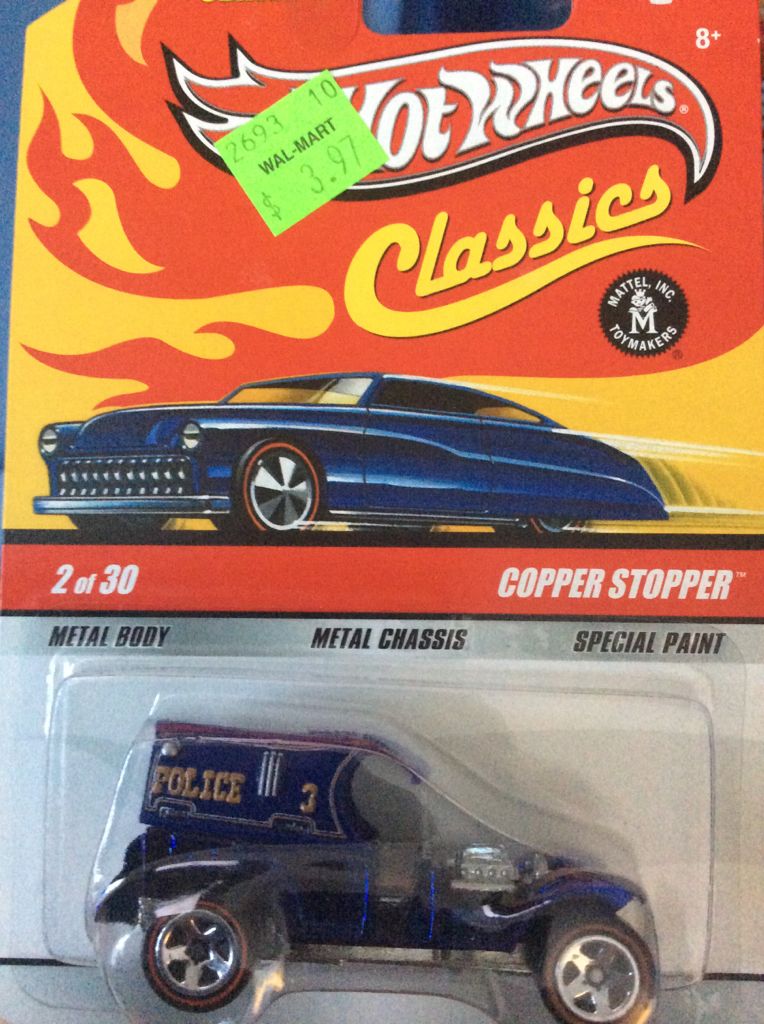 8+
Hot Wheels®
2693 10
WAL-MART
$ 3.97
Classics
MATTEL, INC.
M
TOYMAKERS
®
2 of 30
COPPER STOPPER™
METAL BODY
METAL CHASSIS
SPECIAL PAINT
POLICE
3